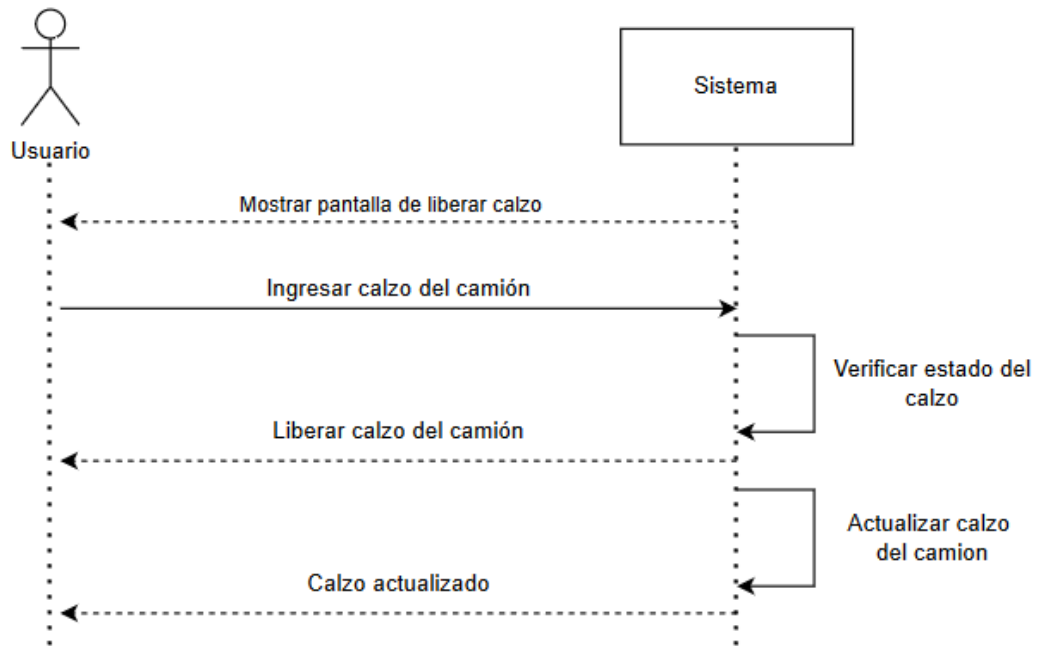 Sistema
Usuario
Mostrar pantalla de liberar calzo
Ingresar calzo del camión
Verificar estado del
calzo
Liberar calzo del camión
Actualizar calzo
del camion
Calzo actualizado